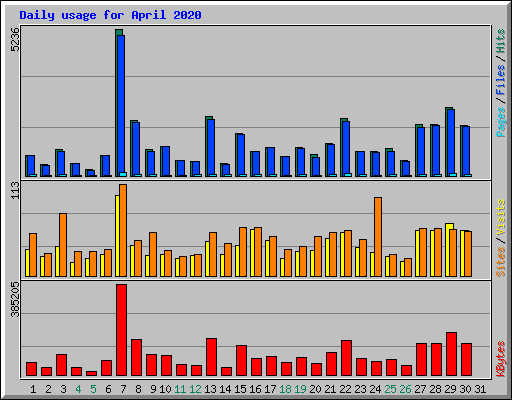 Daily usage for April 2020
5236
Pages / Files / Hits
113
Sites / Visits
385205
KBytes
1 2 3 4 5 6 7 8 9 10 11 12 13 14 15 16 17 18 19 20 21 22 23 24 25 26 27 28 29 30 31